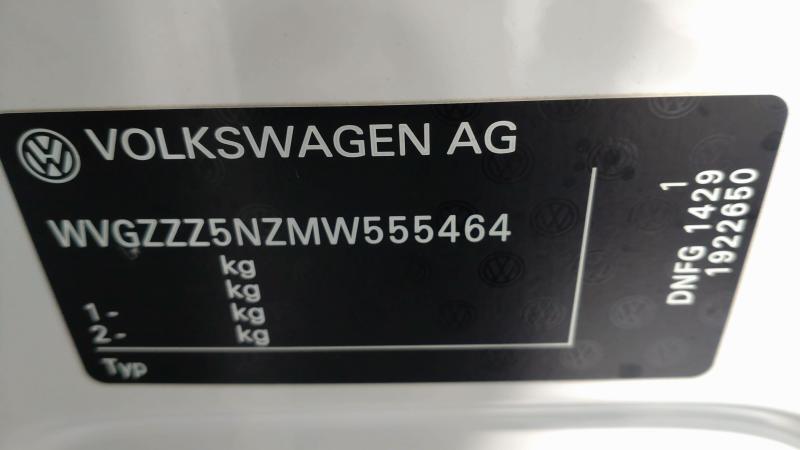 VOLKSWAGEN AG
WVGZZZ5NZMW555464
kg
kg
1- kg
2- kg
Typ
1
DNFG 1429
1922650